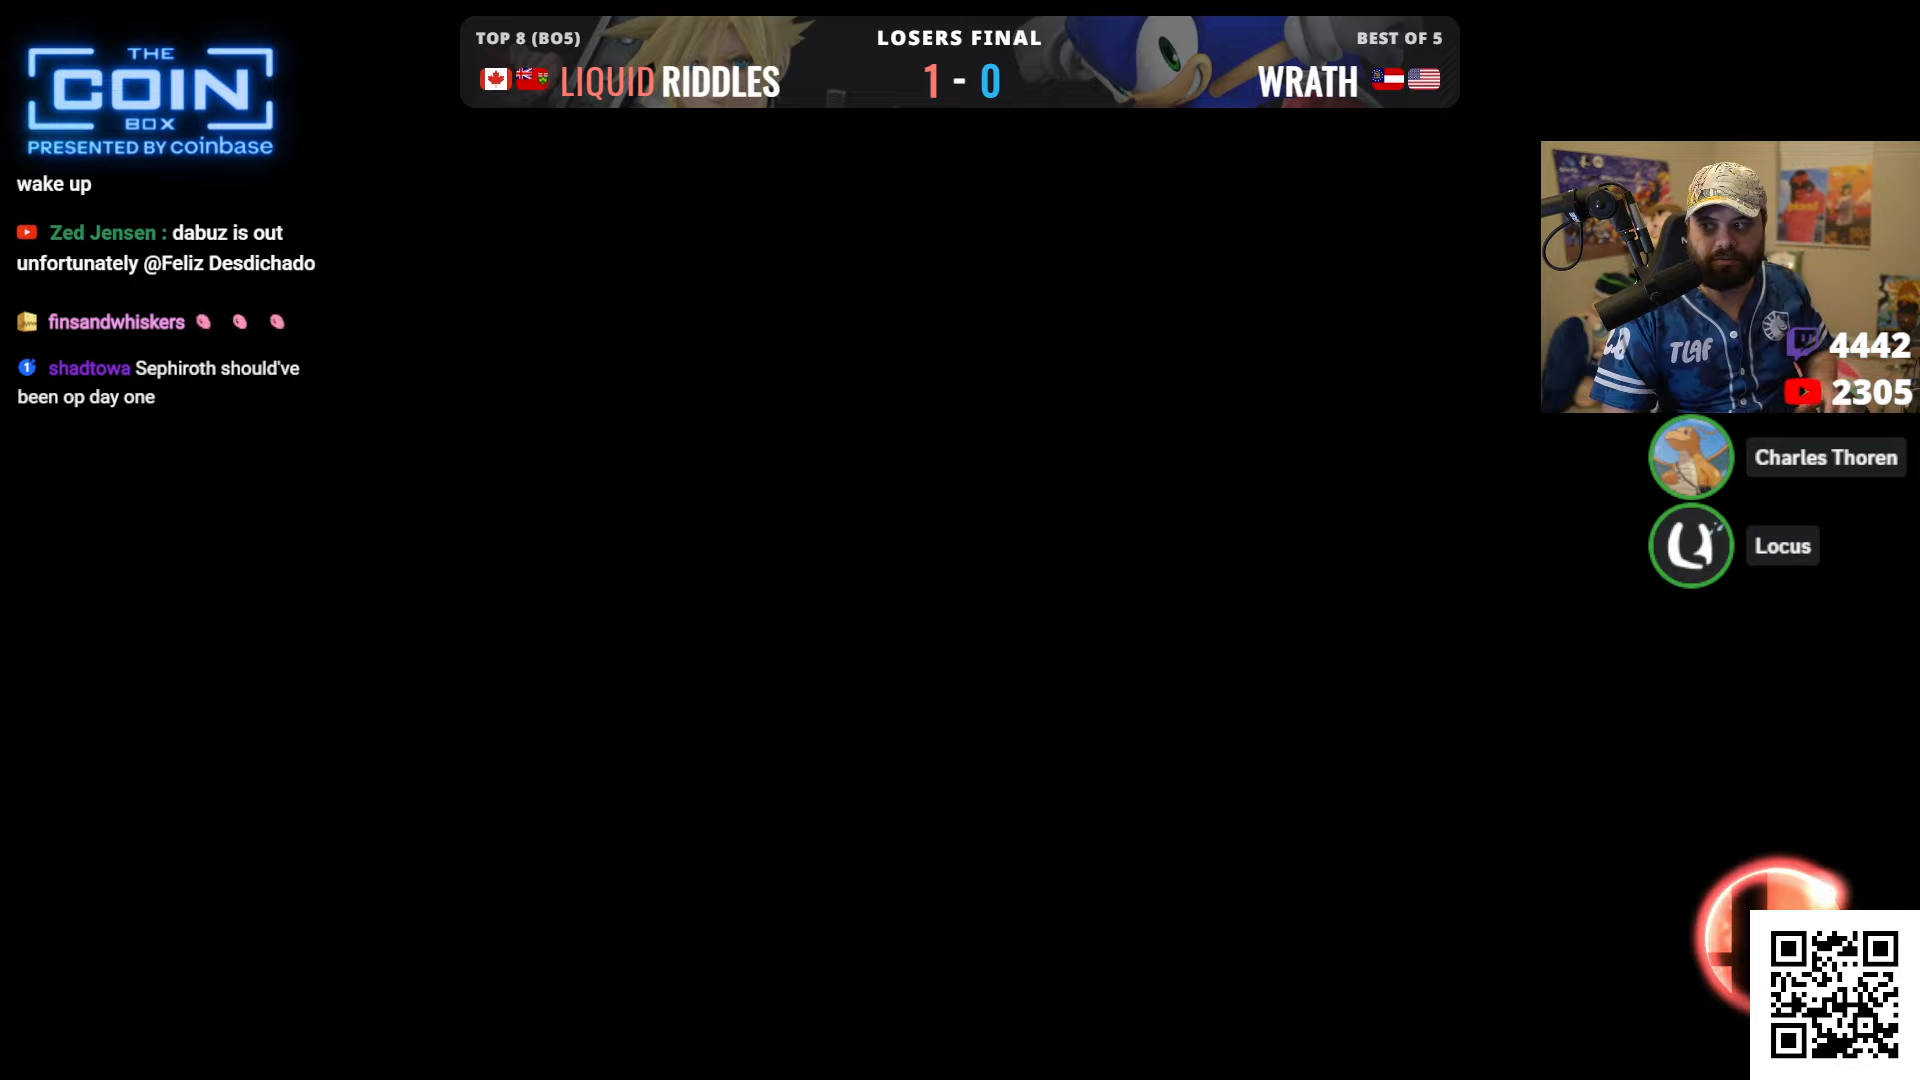 THE
COIN
BOX
PRESENTED BY coinbase
TOP 8 (BO5)
LOSERS FINAL
BEST OF 5
LIQUID RIDDLES
1 - 0
WRATH
wake up
Zed Jensen : dabuz is out
unfortunately @Feliz Desdichado
finsandwhiskers
1 shadtowa Sephiroth should've
been op day one
TLAF
4442
2305
Charles Thoren
Locus